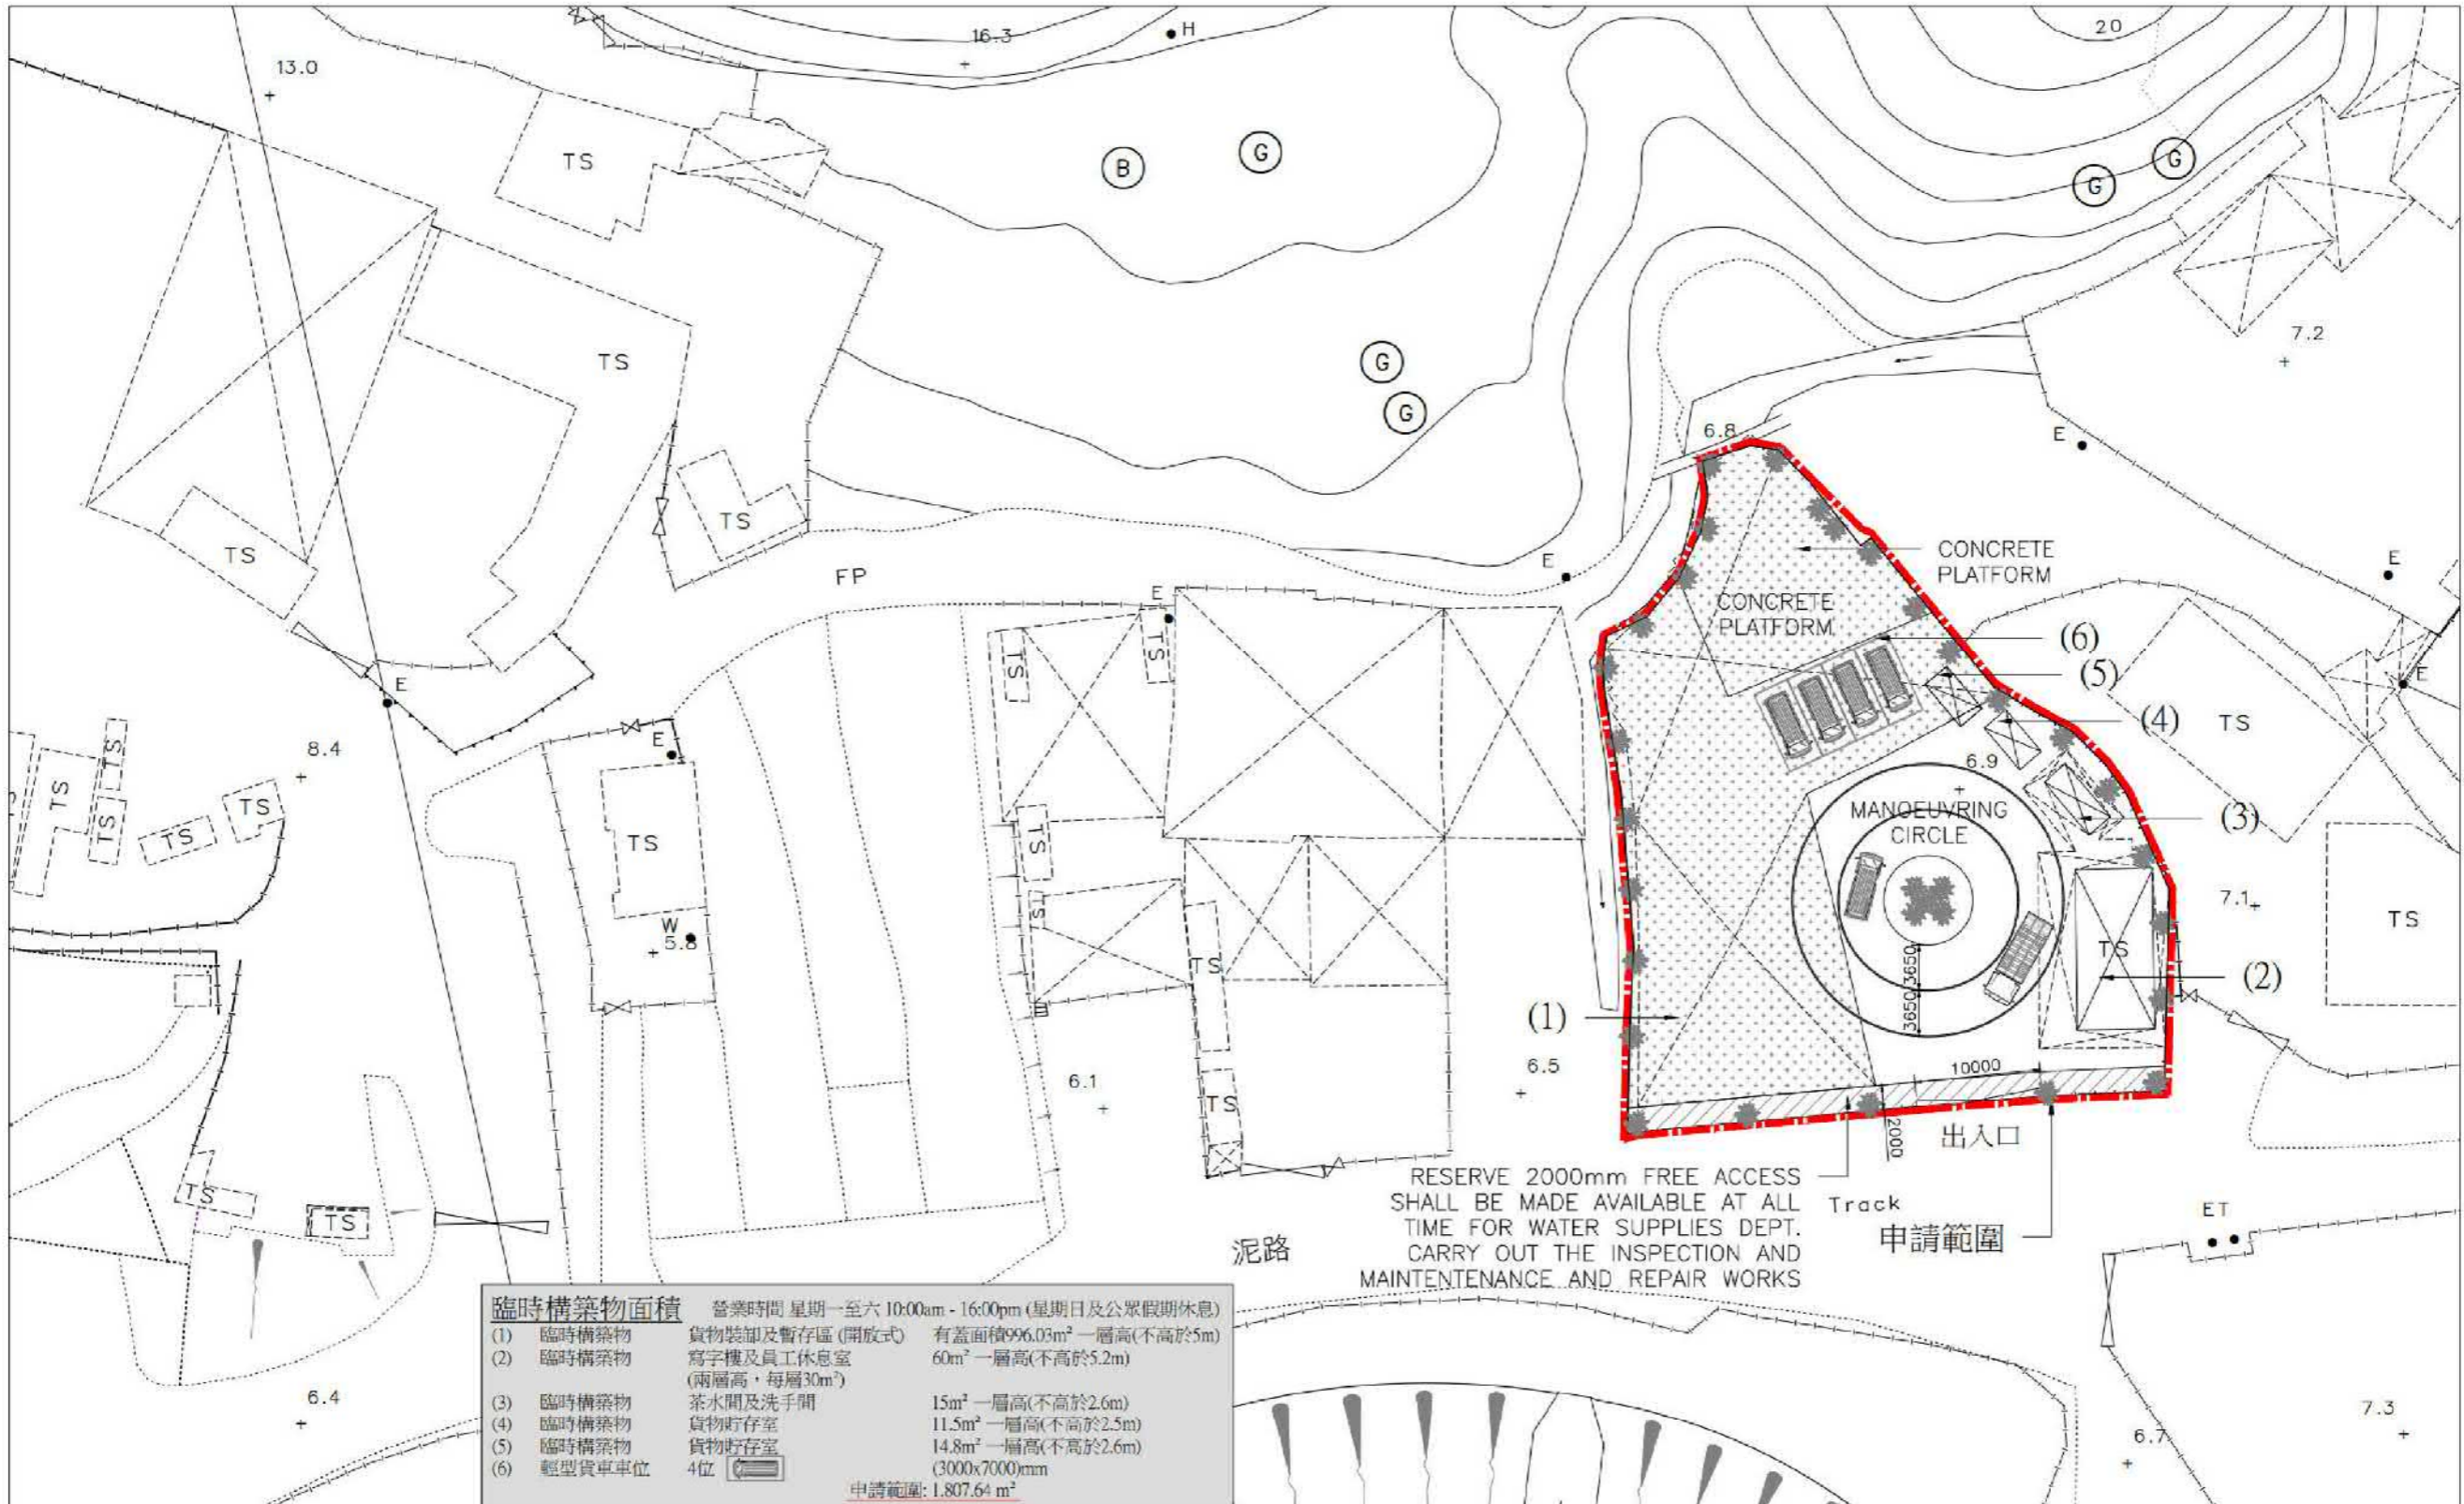 16.3
H
20
13.0
TS
B
G
G
G
TS
7.2
G
G
6.8
E
TS
TS
CONCRETE
PLATFORM
E
E
FP
E
CONCRETE
PLATFORM
(6)
TS
TS
(5)
E
E
(4)
TS
8.4
E
6.9
TS
TS
TS
TS
TS
TS
TS
MANOEUVRING
CIRCLE
(3)
7.1
TS
TS
W
5.8
TS
TS
3650
3650
(2)
(1)
6.5
6.1
10000
TS
2000
出入口
RESERVE 2000mm FREE ACCESS
SHALL BE MADE AVAILABLE AT ALL
TIME FOR WATER SUPPLIES DEPT.
CARRY OUT THE INSPECTION AND
MAINTENTENANCE AND REPAIR WORKS
Track
申請範圍
ET
TS
TS
泥路
臨時構築物面積 營業時間 星期一至六 10:00am - 16:00pm (星期日及公眾假期休息)
(1) 臨時構築物 貨物裝卸及暫存區 (開放式) 有蓋面積996.03m² 一層高(不高於5m)
(2) 臨時構築物 寫字樓及員工休息室 60m² 一層高(不高於5.2m)
(兩層高，每層30m²)
(3) 臨時構築物 茶水間及洗手間 15m² 一層高(不高於2.6m)
(4) 臨時構築物 貨物貯存室 11.5m² 一層高(不高於2.5m)
(5) 臨時構築物 貨物貯存室 14.8m² 一層高(不高於2.6m)
(6) 輕型貨車車位 4位 (3000x7000)mm
申請範圍: 1,807.64 m²
6.4
6.7
7.3